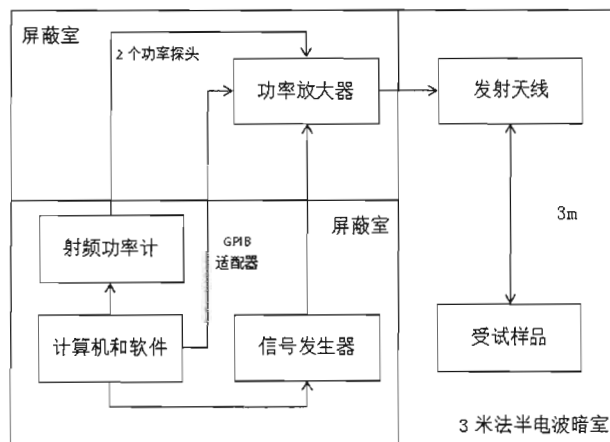 屏蔽室
2个功率探头
功率放大器
发射天线
3m
屏蔽室
射频功率计
GPIB
适配器
计算机和软件
信号发生器
受试样品
3米法半电波暗室